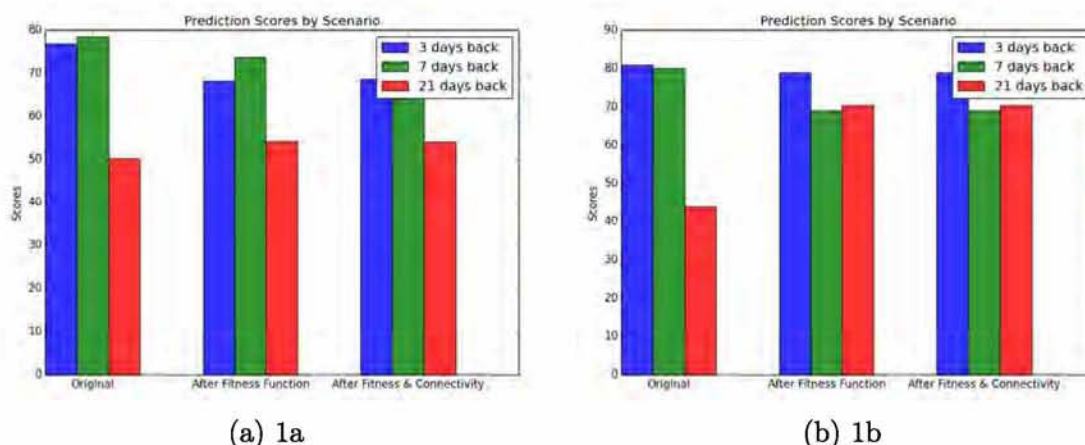 Prediction Scores by Scenario
80
70
60
50
40
30
20
10
0
Scores
3 days back
7 days back
21 days back
Original
After Fitness Function
After Fitness & Connectivity
(a) 1a
Prediction Scores by Scenario
90
80
70
60
50
40
30
20
10
0
Scores
3 days back
7 days back
21 days back
Original
After Fitness Function
After Fitness & Connectivity
(b) 1b